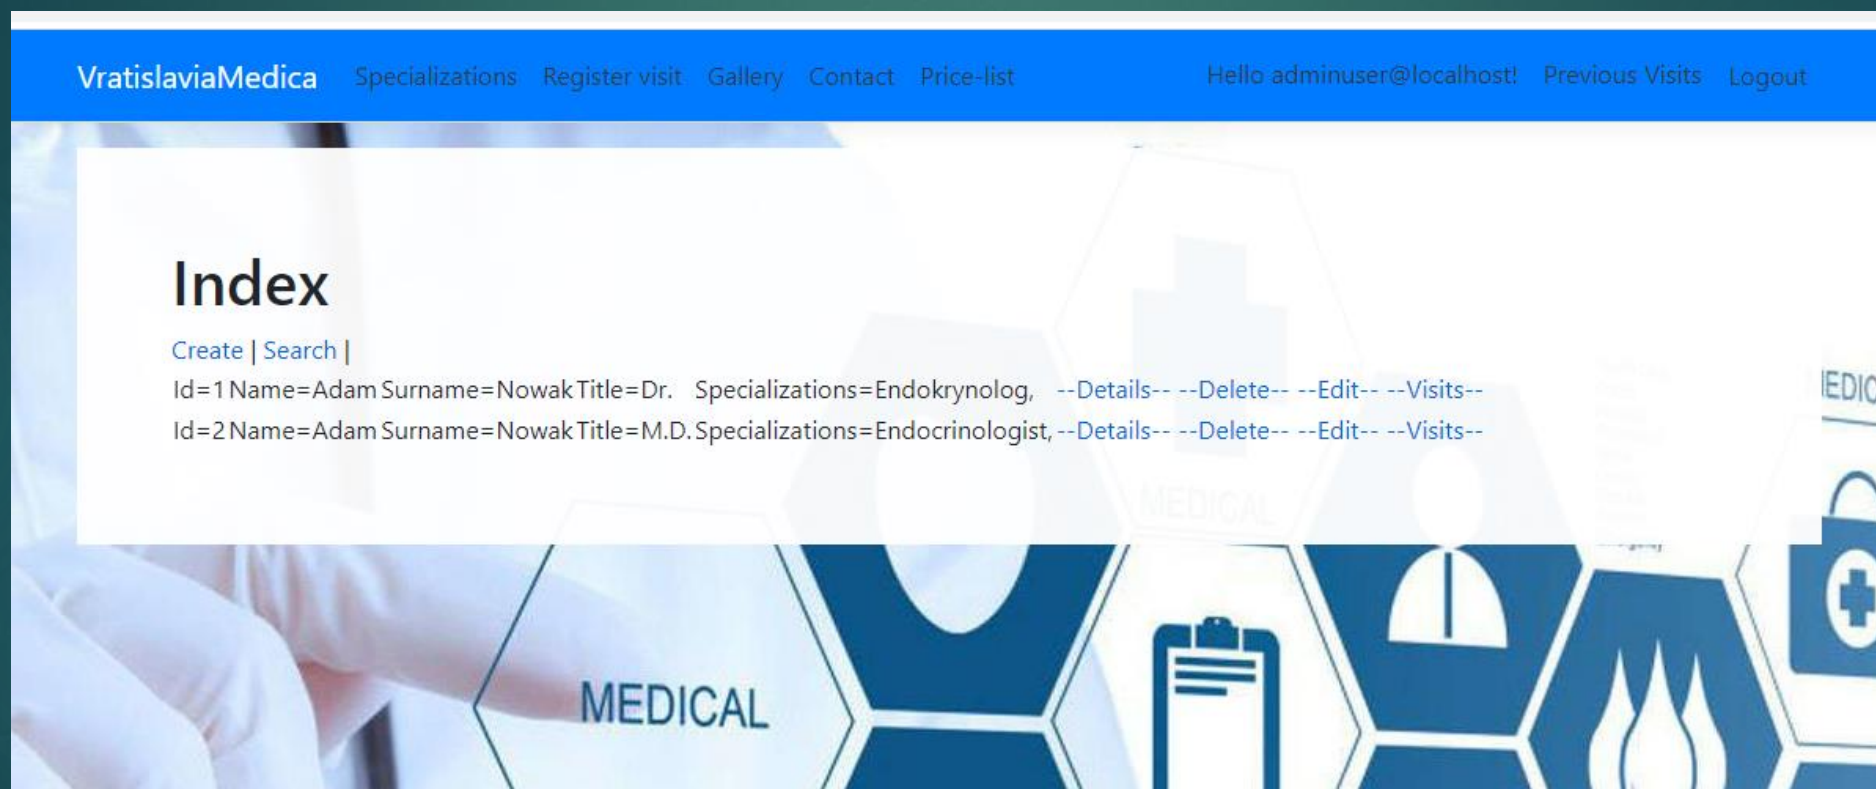 VratislaviaMedica Specializations Register visit Gallery Contact Price-list Hello adminuser@localhost! Previous Visits Logout
Index
Create | Search |
Id=1 Name=Adam Surname=Nowak Title=Dr. Specializations=Endokrynolog, --Details-- --Delete-- --Edit-- --Visits--
Id=2 Name=Adam Surname=Nowak Title=M.D. Specializations=Endocrinologist, --Details-- --Delete-- --Edit-- --Visits--
MEDICAL
MEDICAL